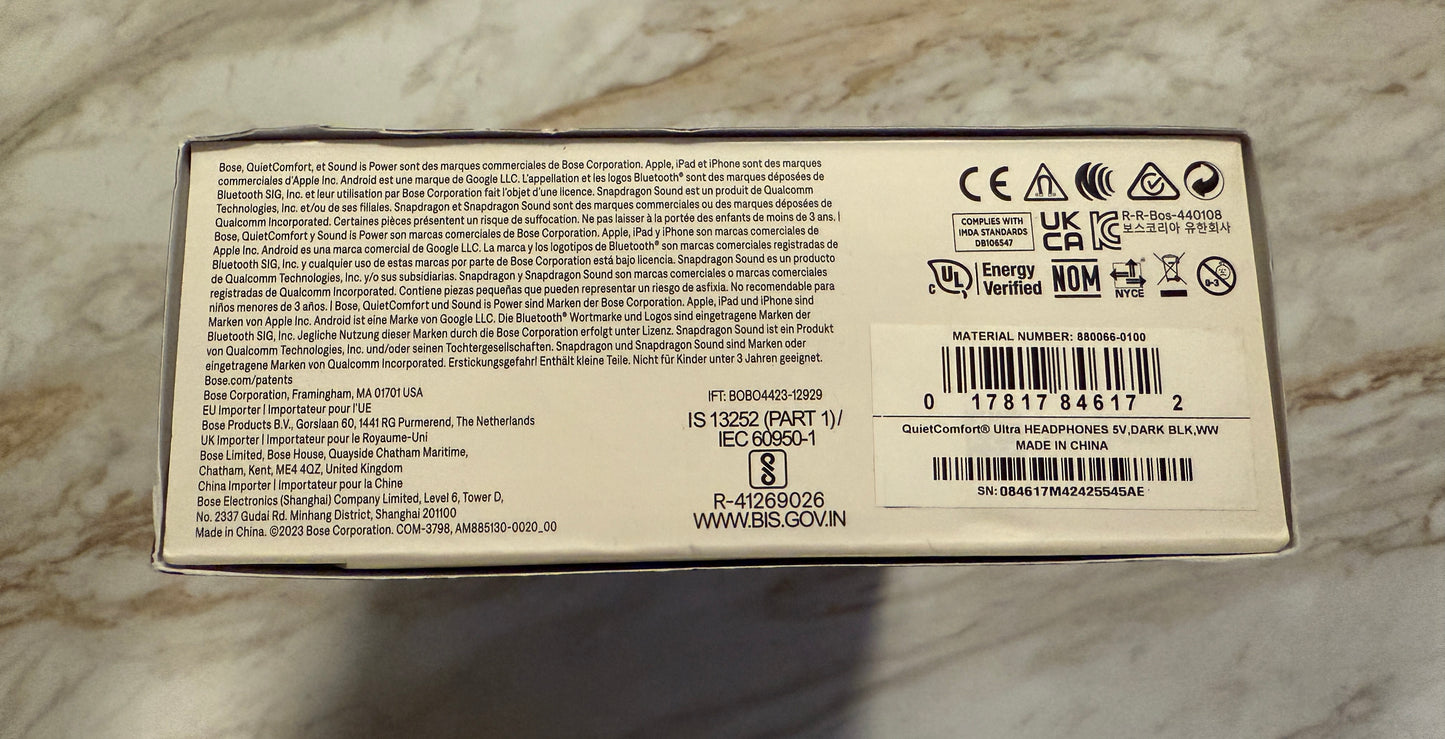 Bose, QuietComfort, et Sound is Power sont des marques commerciales de Bose Corporation. Apple, iPad et iPhone sont des marques
commerciales d'Apple Inc. Android est une marque de Google LLC. L'appellation et les logos Bluetooth® sont des marques déposées de
Bluetooth SIG, Inc. et leur utilisation par Bose Corporation fait l'objet d'une licence. Snapdragon Sound est un produit de Qualcomm
Technologies, Inc. et/ou de ses filiales. Snapdragon et Snapdragon Sound sont des marques commerciales ou des marques déposées de
Qualcomm Incorporated. Certaines pièces présentent un risque de suffocation. Ne pas laisser à la portée des enfants de moins de 3 ans. |
Bose, QuietComfort y Sound is Power son marcas comerciales de Bose Corporation. Apple, iPad y iPhone son marcas comerciales de
Apple Inc. Android es una marca comercial de Google LLC. La marca y los logotipos de Bluetooth® son marcas comerciales registradas de
Bluetooth SIG, Inc. y cualquier uso de estas marcas por parte de Bose Corporation está bajo licencia. Snapdragon Sound es un producto
de Qualcomm Technologies, Inc. y/o sus subsidiarias. Snapdragon y Snapdragon Sound son marcas comerciales o marcas comerciales
registradas de Qualcomm Incorporated. Contiene piezas pequeñas que pueden representar un riesgo de asfixia. No recomendable para
niños menores de 3 años. | Bose, QuietComfort und Sound is Power sind Marken der Bose Corporation. Apple, iPad und iPhone sind
Marken von Apple Inc. Android ist eine Marke von Google LLC. Die Bluetooth® Wortmarke und Logos sind eingetragene Marken der
Bluetooth SIG, Inc. Jegliche Nutzung dieser Marken durch die Bose Corporation erfolgt unter Lizenz. Snapdragon Sound ist ein Produkt
von Qualcomm Technologies, Inc. und/oder seinen Tochtergesellschaften. Snapdragon und Snapdragon Sound sind Marken oder
eingetragene Marken von Qualcomm Incorporated. Erstickungsgefahr! Enthält kleine Teile. Nicht für Kinder unter 3 Jahren geeignet.
Bose.com/patents
Bose Corporation, Framingham, MA 01701 USA
EU Importer | Importateur pour l'UE
Bose Products B.V., Gorslaan 60, 1441 RG Purmerend, The Netherlands
UK Importer | Importateur pour le Royaume-Uni
Bose Limited, Bose House, Quayside Chatham Maritime,
Chatham, Kent, ME4 4QZ, United Kingdom
China Importer | Importateur pour la Chine
Bose Electronics (Shanghai) Company Limited, Level 6, Tower D,
No. 2337 Gudai Rd. Minhang District, Shanghai 201100
Made in China. ©2023 Bose Corporation. COM-3798, AM885130-0020_00
IFT: BOBO4423-12929
IS 13252 (PART 1)/
IEC 60950-1
R-41269026
WWW.BIS.GOV.IN
CE
COMPLIES WITH
IMDA STANDARDS
DB106547
UK
CA
R-R-Bos-440108
보스코리아 유한회사
c UL Energy
Verified
NOM
NYCE
0-3
MATERIAL NUMBER: 880066-0100
0 17817 84617 2
QuietComfort® Ultra HEADPHONES 5V,DARK BLK,WW
MADE IN CHINA
SN: 084617M42425545AE